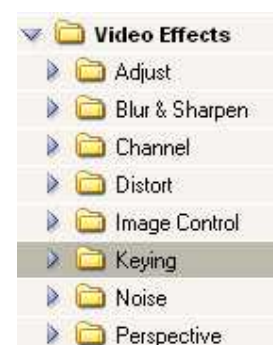 Video Effects
Adjust
Blur & Sharpen
Channel
Distort
Image Control
Keying
Noise
Perspective